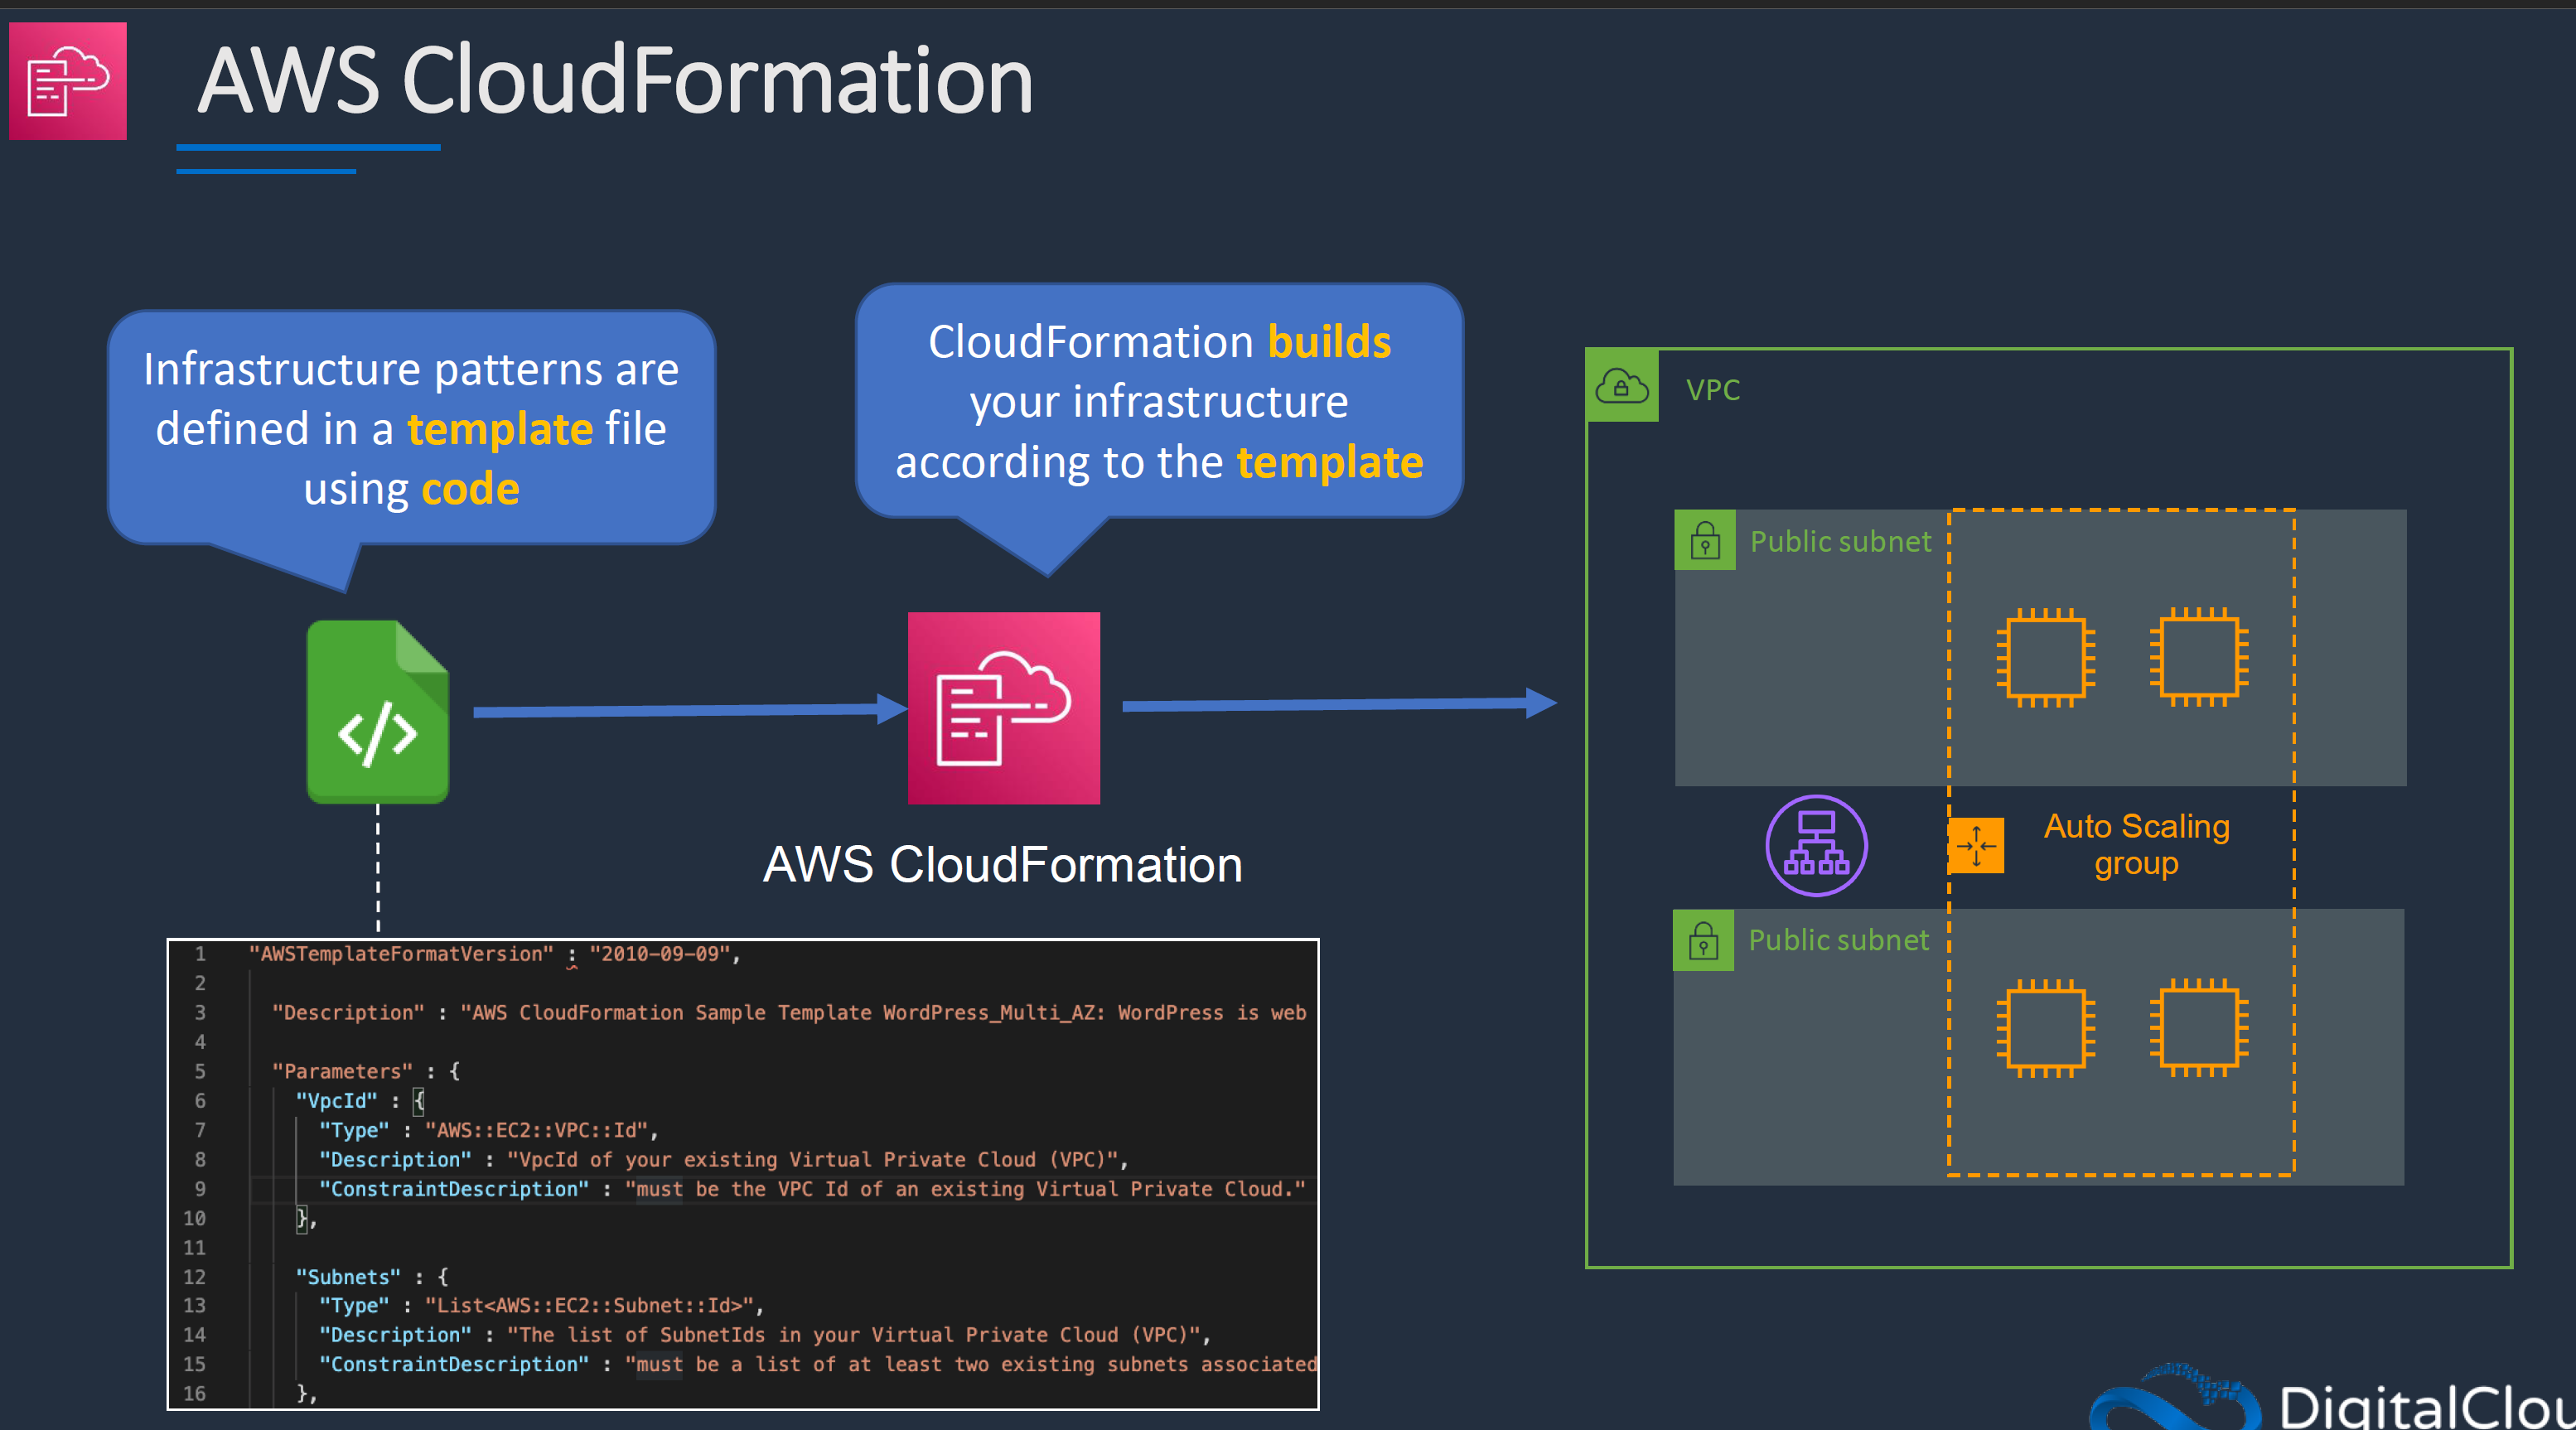 AWS CloudFormation
Infrastructure patterns are
defined in a template file
using code
CloudFormation builds
your infrastructure
according to the template
AWS CloudFormation
VPC
Public subnet
Auto Scaling
group
Public subnet
1 "AWSTemplateFormatVersion" : "2010-09-09",
2
3 "Description" : "AWS CloudFormation Sample Template WordPress_Multi_AZ: WordPress is web
4
5 "Parameters" : {
6 "VpcId" : {
7 "Type" : "AWS::EC2::VPC::Id",
8 "Description" : "VpcId of your existing Virtual Private Cloud (VPC)",
9 "ConstraintDescription" : "must be the VPC Id of an existing Virtual Private Cloud."
10 },
11
12 "Subnets" : {
13 "Type" : "List<AWS::EC2::Subnet::Id>",
14 "Description" : "The list of SubnetIds in your Virtual Private Cloud (VPC)",
15 "ConstraintDescription" : "must be a list of at least two existing subnets associated
16 },
DigitalClou